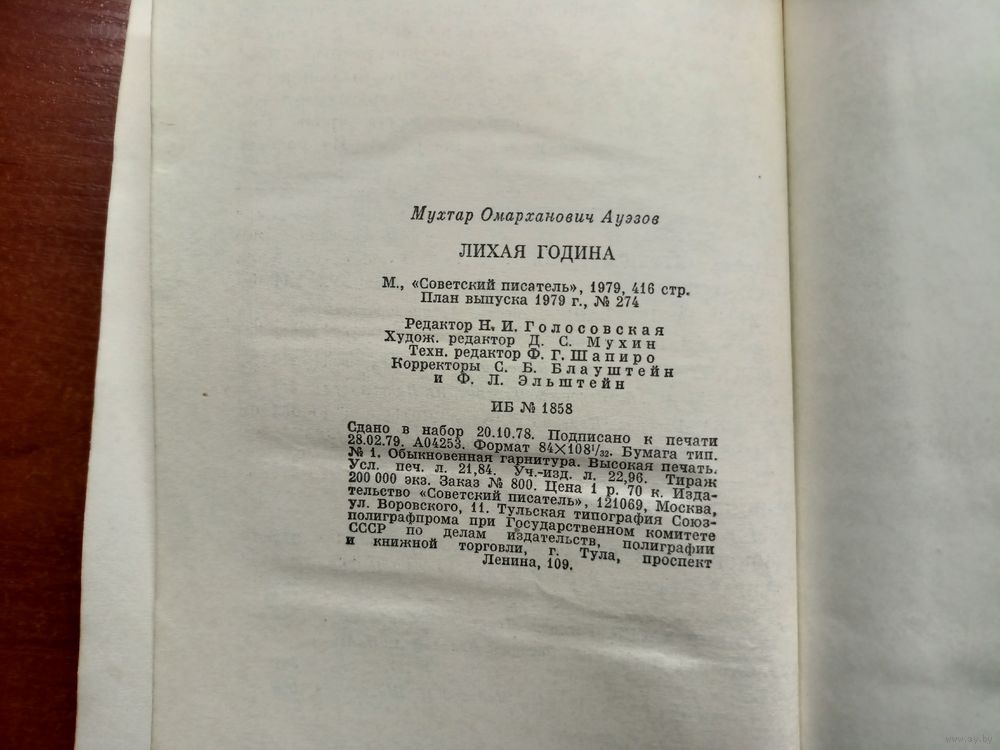 Мухтар Омарханович Ауэзов
ЛИХАЯ ГОДИНА
М., «Советский писатель», 1979, 416 стр.
План выпуска 1979 г., № 274
Редактор Н. И. Голосовская
Худож. редактор Д. С. Мухин
Техн. редактор Ф. Г. Шапиро
Корректоры С. Б. Блауштейн
и Ф. Л. Эльштейн
ИБ № 1858
Сдано в набор 20.10.78. Подписано к печати
28.02.79. А04253. Формат 84×108¹/₃₂. Бумага тип.
№ 1. Обыкновенная гарнитура. Высокая печать.
Усл. печ. л. 21,84. Уч.-изд. л. 22,96. Тираж
200 000 экз. Заказ № 800. Цена 1 р. 70 к. Изда-
тельство «Советский писатель», 121069, Москва,
ул. Воровского, 11. Тульская типография Союз-
полиграфпрома при Государственном комитете
СССР по делам издательств, полиграфии
и книжной торговли, г. Тула, проспект
Ленина, 109.
www.ay.by